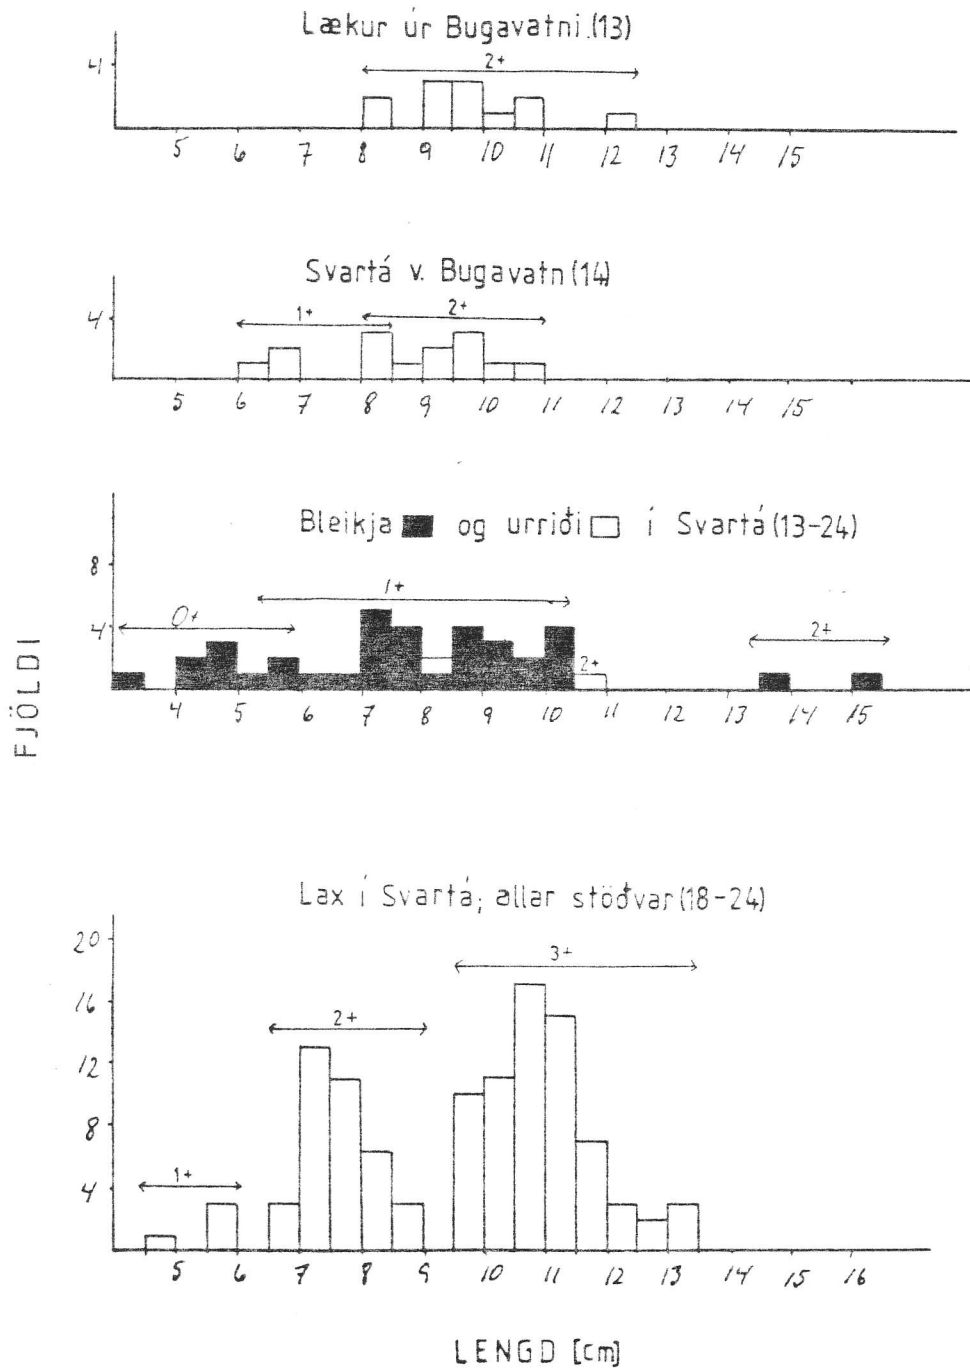 Lækur úr Bugavatni.(13)
2+
4
5 6 7 8 9 10 11 12 13 14 15
Svartá v. Bugavatn(14)
1+ 2+
4
5 6 7 8 9 10 11 12 13 14 15
Bleikja og urriði í Svartá(13-24)
8
1+
0+
4
2+
2+
4 5 6 7 8 9 10 11 12 13 14 15
FJÖLDI
Lax í Svartá; allar stöðvar(18-24)
20
3+
16
2+
12
8
1+
4
5 6 7 8 9 10 11 12 13 14 15 16
LENGD [cm]